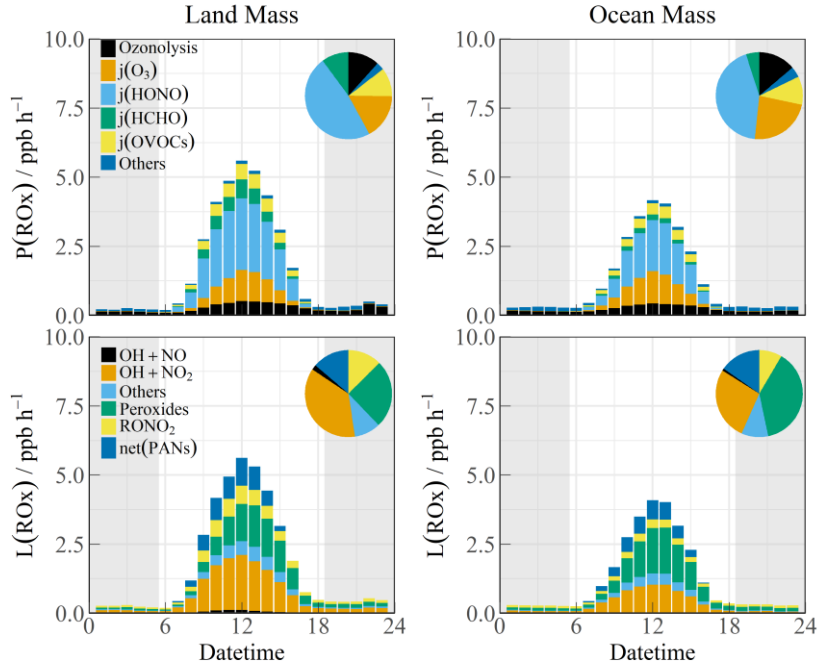 Land Mass
Ocean Mass
10.0
7.5
5.0
2.5
0.0
P(ROx) / ppb h⁻¹
Ozonolysis
j(O₃)
j(HONO)
j(HCHO)
j(OVOCs)
Others
10.0
7.5
5.0
2.5
0.0
P(ROx) / ppb h⁻¹
10.0
7.5
5.0
2.5
0.0
L(ROx) / ppb h⁻¹
OH + NO
OH + NO₂
Others
Peroxides
RONO₂
net(PANs)
0 6 12 18 24
Datetime
10.0
7.5
5.0
2.5
0.0
L(ROx) / ppb h⁻¹
0 6 12 18 24
Datetime